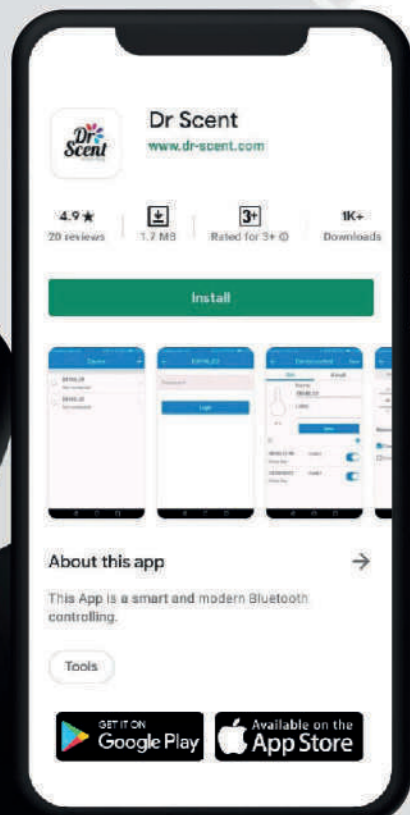 Dr
Scent
Dr Scent
www.dr-scent.com
4.9★
20 reviews
1.7 MB
3+
Rated for 3+
1K+
Downloads
Install
Login
About this app
This App is a smart and modern Bluetooth
controlling.
Tools
GET IT ON
Google Play
Available on the
App Store